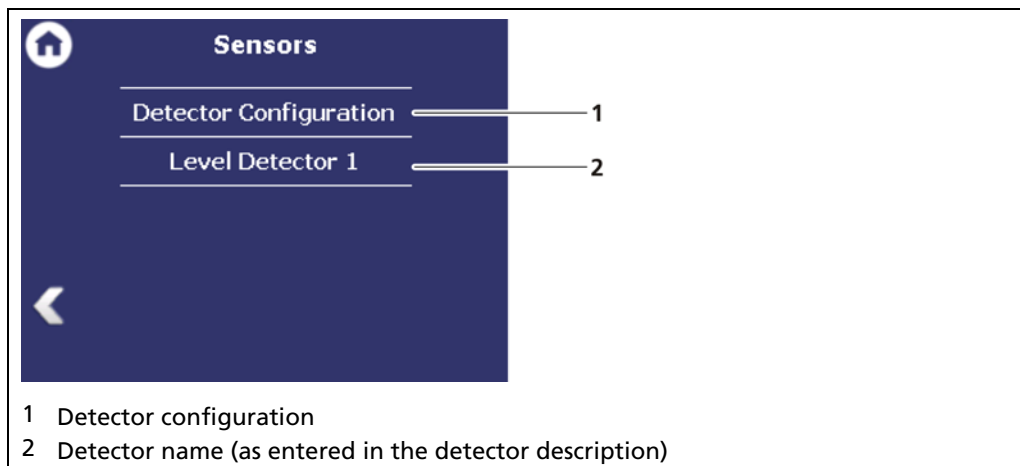 Sensors
Detector Configuration
1
Level Detector 1
2
1 Detector configuration
2 Detector name (as entered in the detector description)